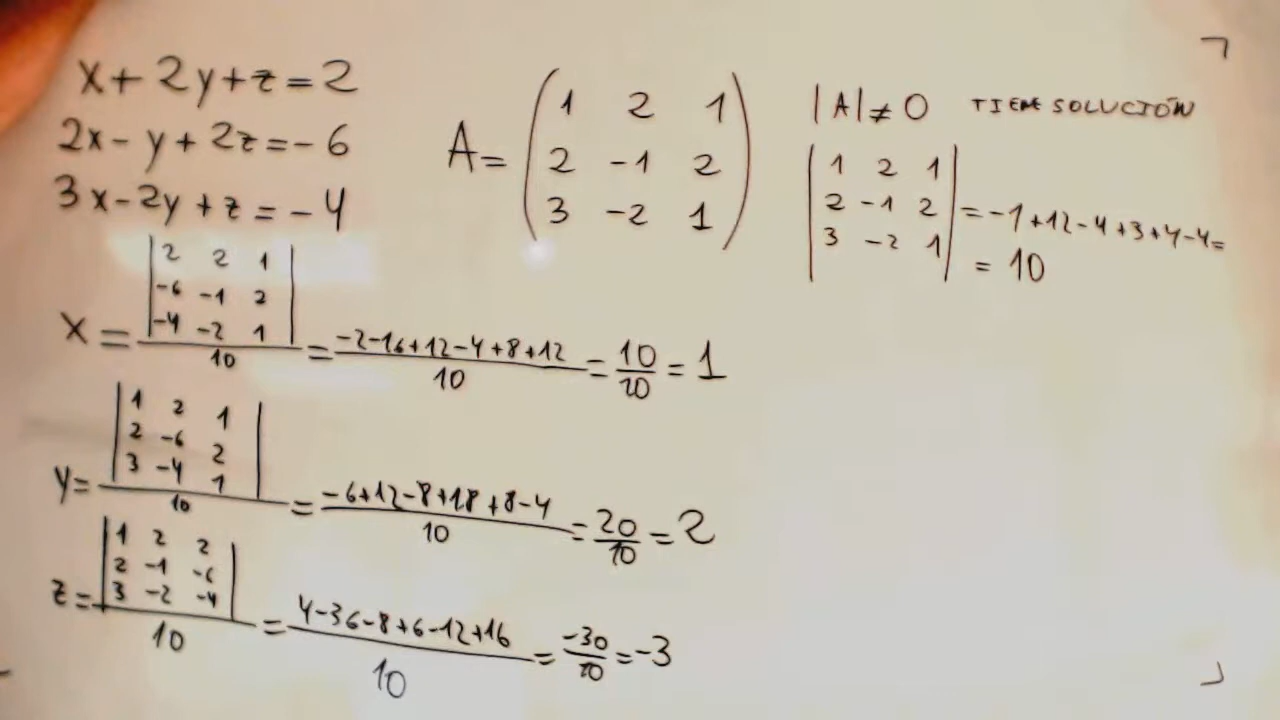 x + 2y + z = 2
2x - y + 2z = -6
3x - 2y + z = -4
A = ( 1 2 1
2 -1 2
3 -2 1 )
|A| ≠ 0 TIENE SOLUCIÓN
| 1 2 1 |
| 2 -1 2 | = -1 + 12 - 4 + 3 + 4 - 4 =
| 3 -2 1 | = 10
| 2 2 1 |
| -6 -1 2 |
| -4 -2 1 |
x = / 10 = -2 - 16 + 12 - 4 + 8 + 12 / 10 = 10/10 = 1
| 1 2 1 |
| 2 -6 2 |
| 3 -4 1 |
y = / 10 = -6 + 12 - 8 + 18 + 8 - 4 / 10 = 20/10 = 2
| 1 2 2 |
| 2 -1 -6 |
| 3 -2 -4 |
z = / 10 = 4 - 36 - 8 + 6 - 12 + 16 / 10 = -30/10 = -3